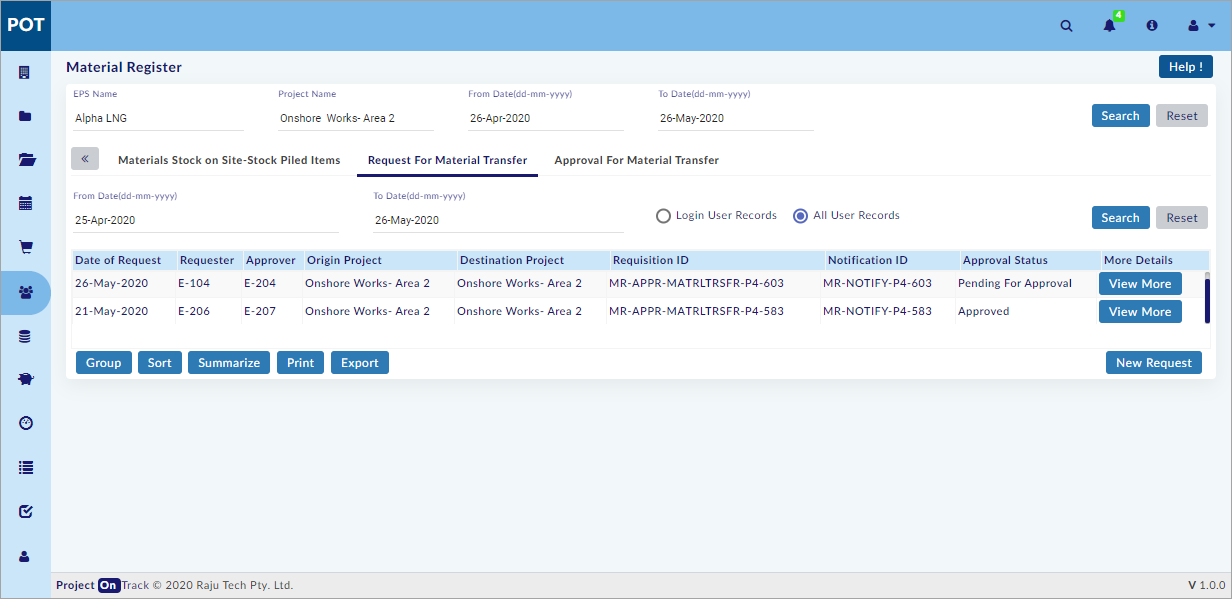 POT
4
Material Register
Help !
EPS Name Project Name From Date(dd-mm-yyyy) To Date(dd-mm-yyyy)
Alpha LNG Onshore Works- Area 2 26-Apr-2020 26-May-2020
Search Reset
« Materials Stock on Site-Stock Piled Items Request For Material Transfer Approval For Material Transfer
From Date(dd-mm-yyyy) To Date(dd-mm-yyyy)
25-Apr-2020 26-May-2020 Login User Records All User Records Search Reset
Date of Request Requester Approver Origin Project Destination Project Requisition ID Notification ID Approval Status More Details
26-May-2020 E-104 E-204 Onshore Works- Area 2 Onshore Works- Area 2 MR-APPR-MATRLTRSFR-P4-603 MR-NOTIFY-P4-603 Pending For Approval View More
21-May-2020 E-206 E-207 Onshore Works- Area 2 Onshore Works- Area 2 MR-APPR-MATRLTRSFR-P4-583 MR-NOTIFY-P4-583 Approved View More
Group Sort Summarize Print Export New Request
Project On Track © 2020 Raju Tech Pty. Ltd. V 1.0.0